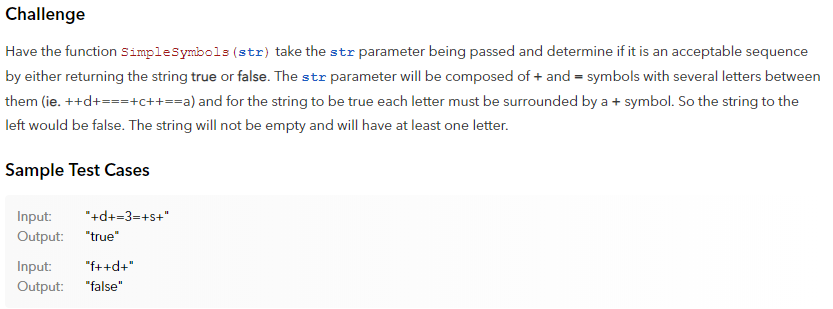 Challenge
Have the function SimpleSymbols(str) take the str parameter being passed and determine if it is an acceptable sequence
by either returning the string true or false. The str parameter will be composed of + and = symbols with several letters between
them (ie. ++d+===+c++==a) and for the string to be true each letter must be surrounded by a + symbol. So the string to the
left would be false. The string will not be empty and will have at least one letter.
Sample Test Cases
Input: "+d+=3=+s+"
Output: "true"
Input: "f++d+"
Output: "false"